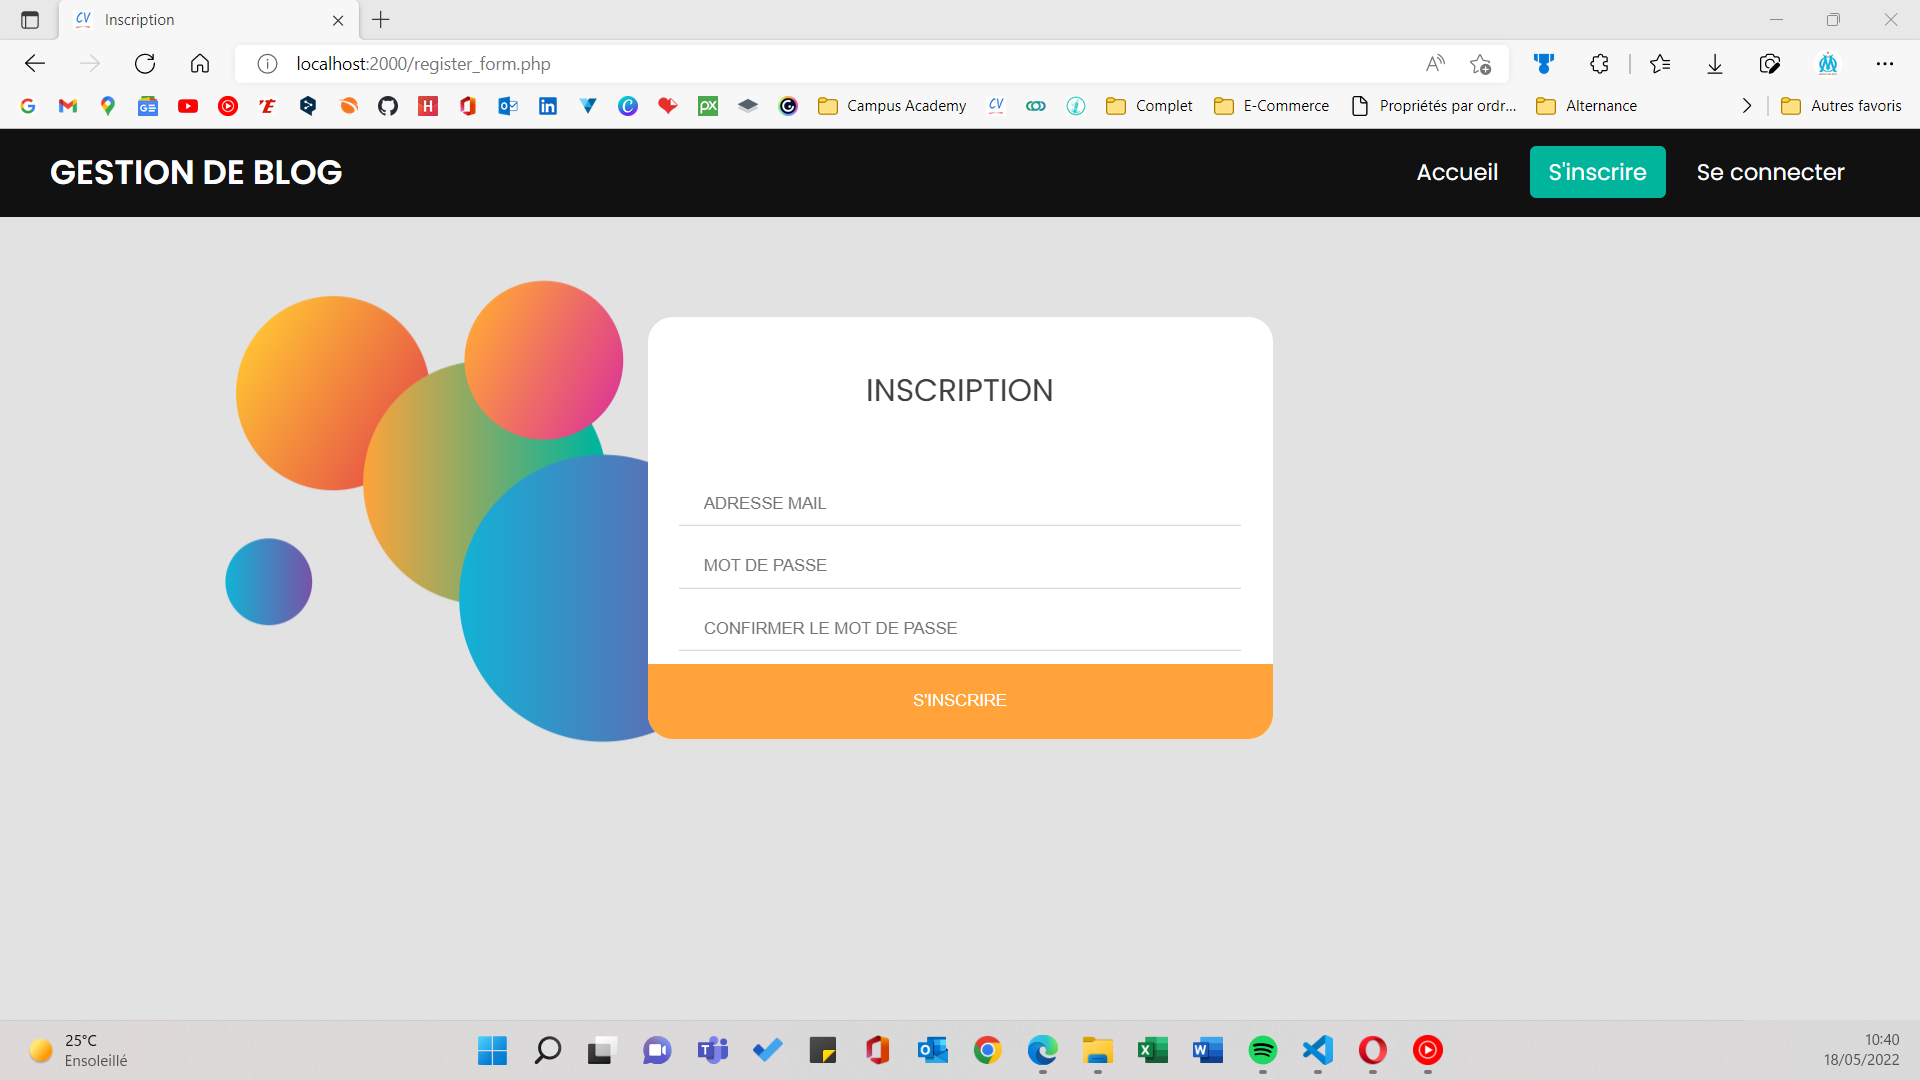 CV Inscription
localhost:2000/register_form.php
Campus Academy CV Complet E-Commerce Propriétés par ordr... Alternance Autres favoris
GESTION DE BLOG
Accueil S'inscrire Se connecter
INSCRIPTION
ADRESSE MAIL
MOT DE PASSE
CONFIRMER LE MOT DE PASSE
S'INSCRIRE
25°C
Ensoleillé
10:40
18/05/2022